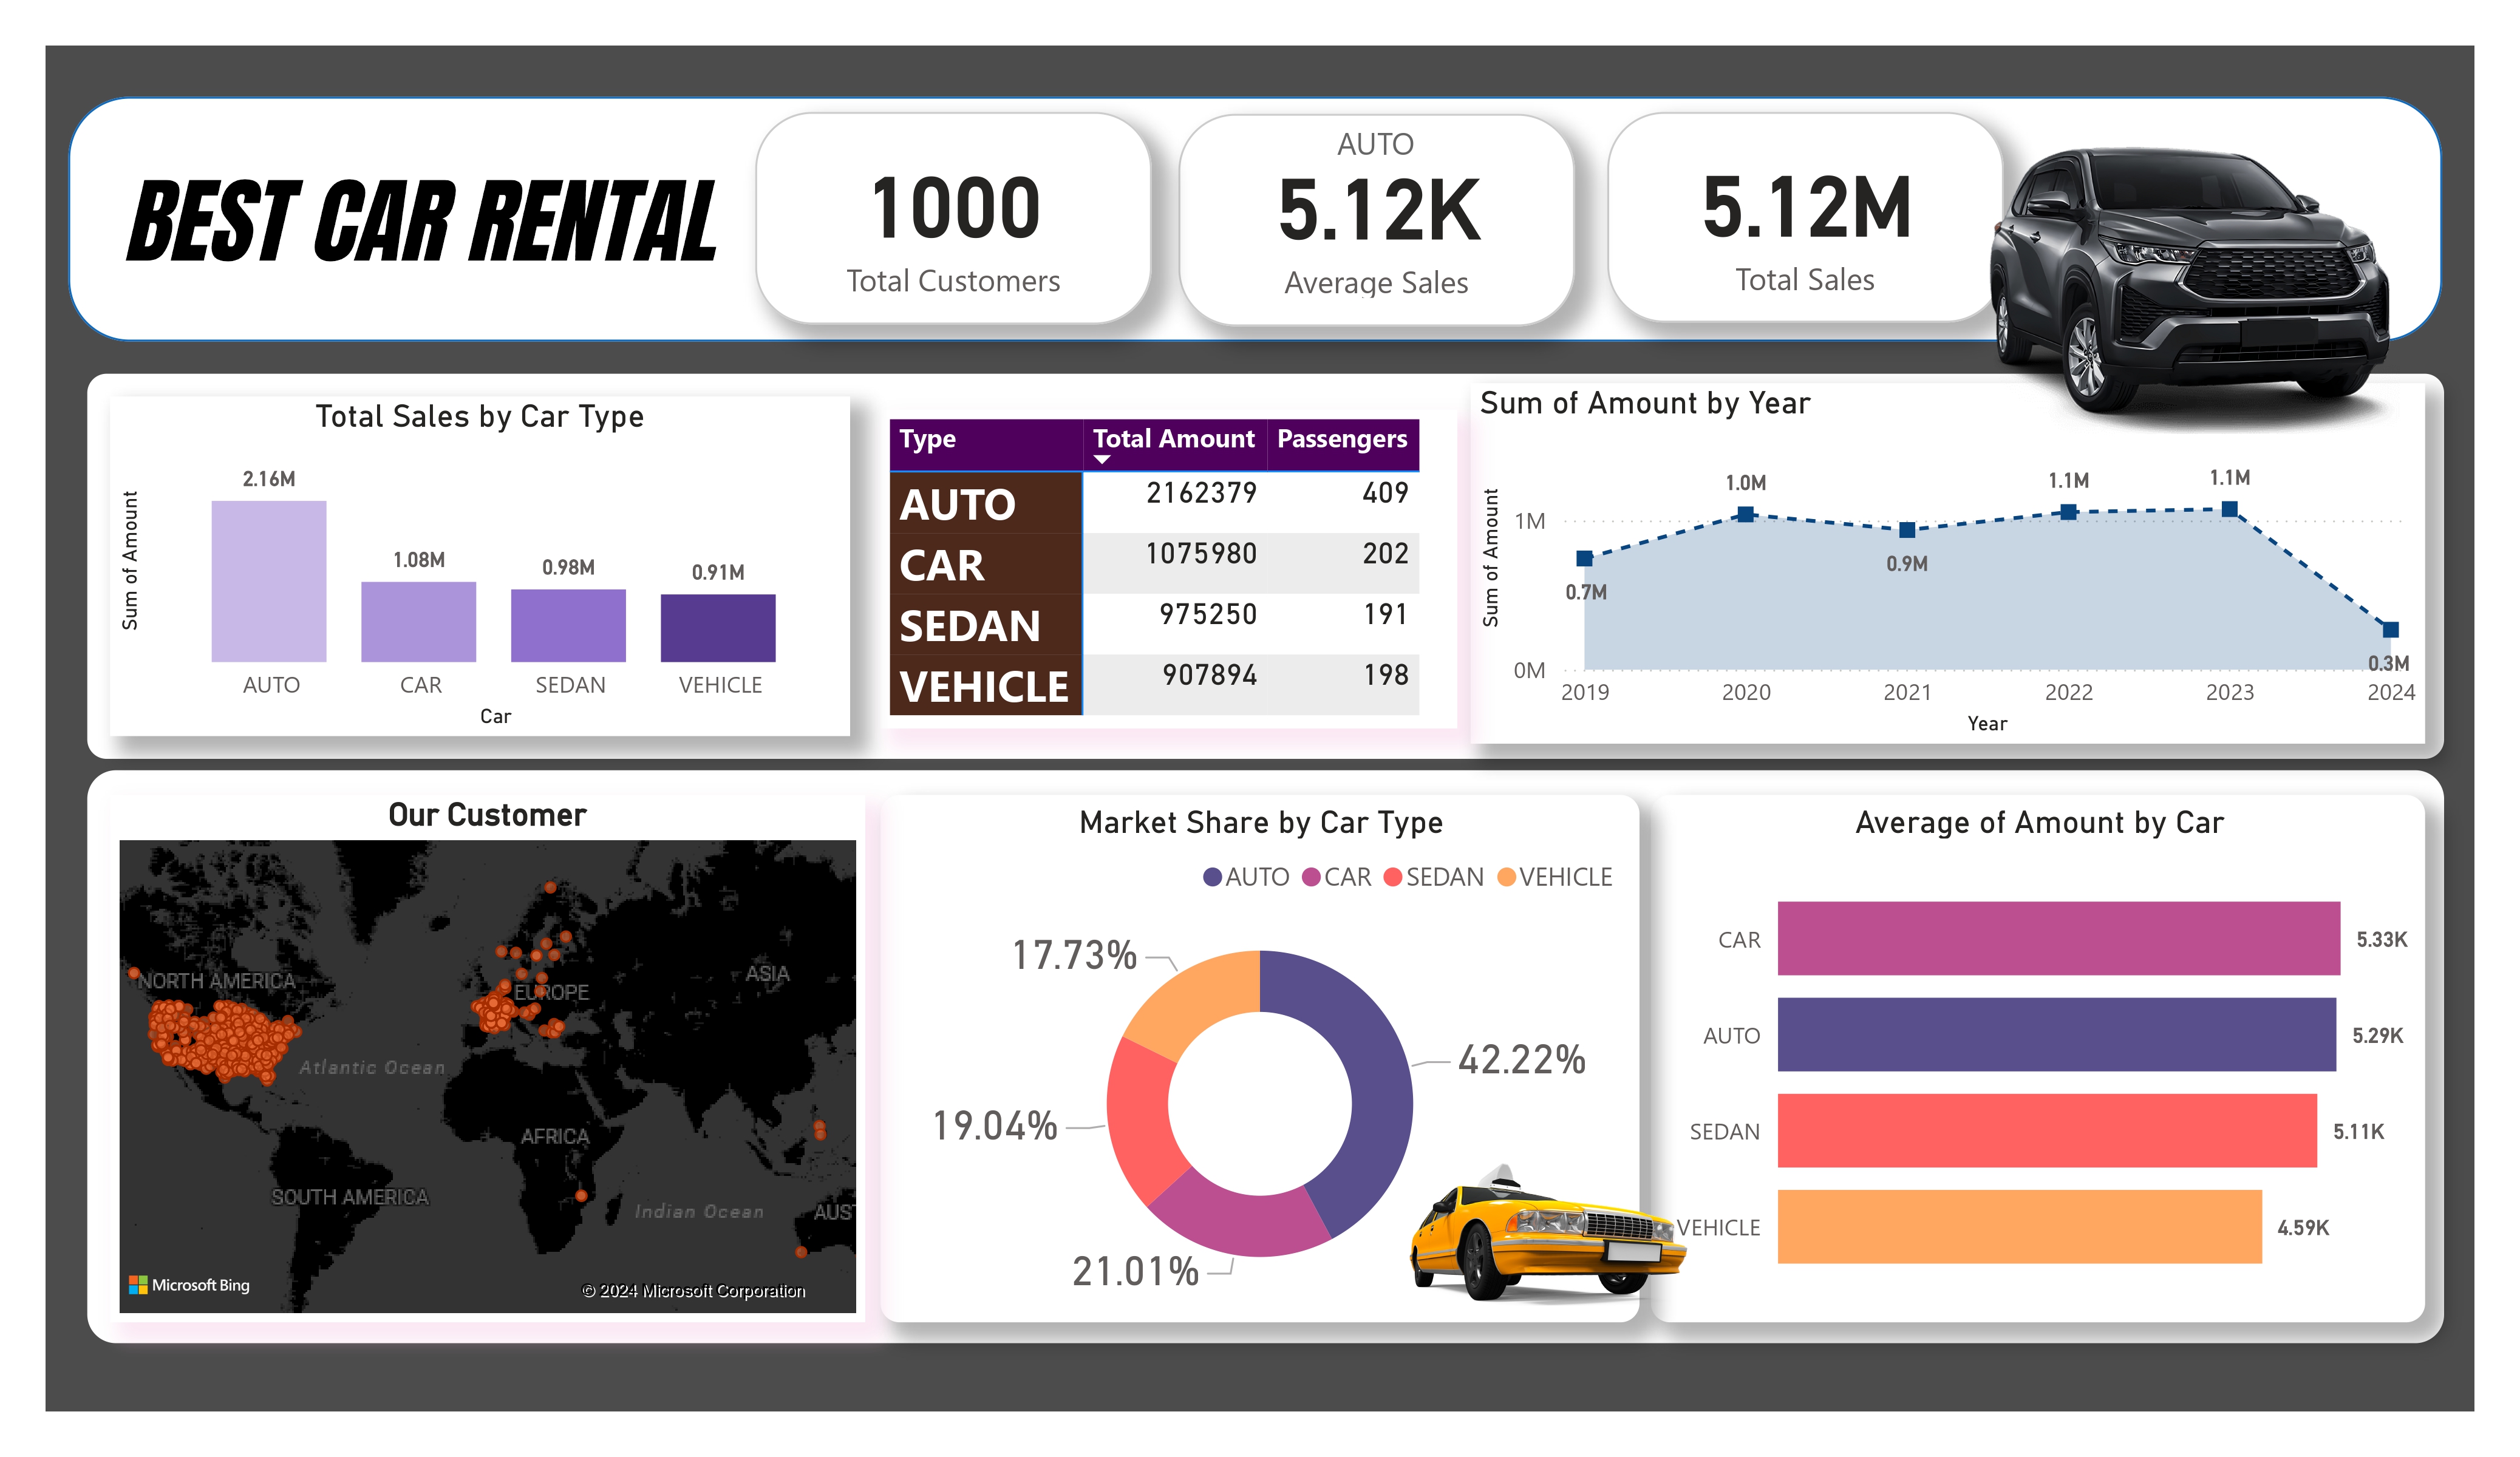 BEST CAR RENTAL
1000
Total Customers
AUTO
5.12K
Average Sales
5.12M
Total Sales
Total Sales by Car Type
Sum of Amount
2.16M
1.08M
0.98M
0.91M
AUTO CAR SEDAN VEHICLE
Car
Type Total Amount Passengers
AUTO 2162379 409
CAR 1075980 202
SEDAN 975250 191
VEHICLE 907894 198
Sum of Amount by Year
Sum of Amount
1M
0M
0.7M
1.0M
0.9M
1.1M
1.1M
0.3M
2019 2020 2021 2022 2023 2024
Year
Our Customer
NORTH AMERICA
EUROPE
ASIA
Atlantic Ocean
AFRICA
SOUTH AMERICA
Indian Ocean
AUS
Microsoft Bing
© 2024 Microsoft Corporation
Market Share by Car Type
AUTO CAR SEDAN VEHICLE
17.73%
42.22%
19.04%
21.01%
Average of Amount by Car
CAR 5.33K
AUTO 5.29K
SEDAN 5.11K
VEHICLE 4.59K